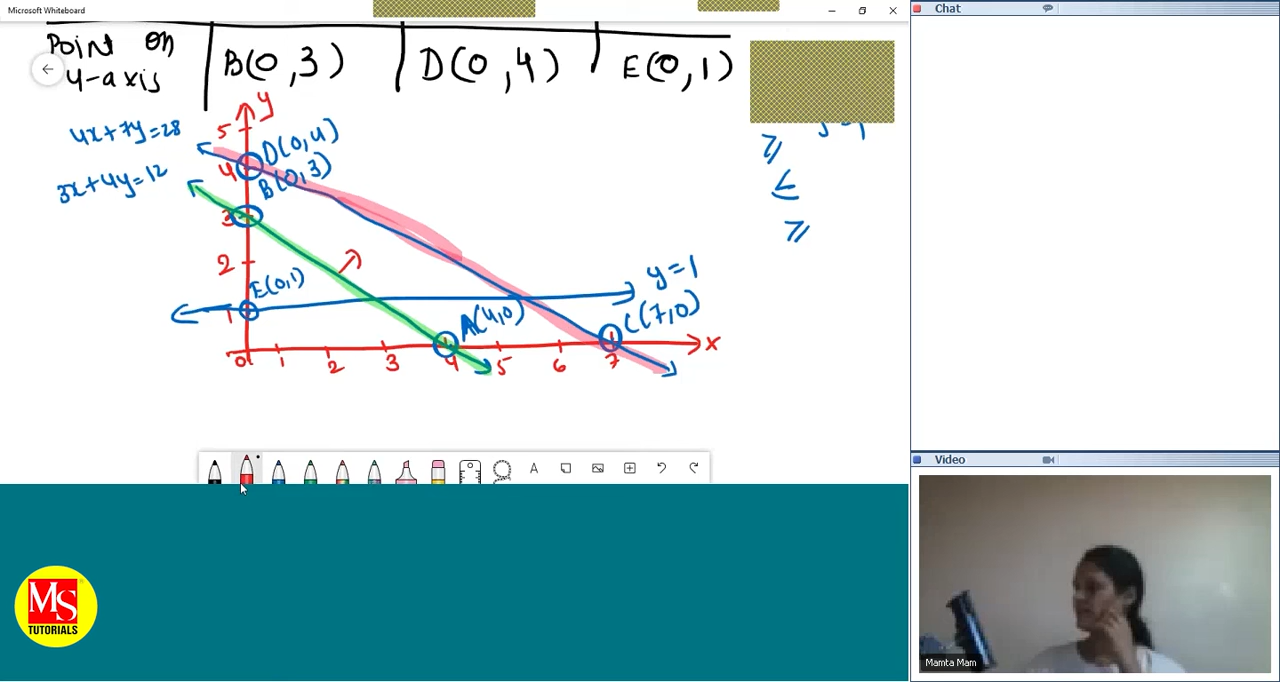 Microsoft Whiteboard
Chat
Point on y-axis B(0,3) D(0,4) E(0,1)
y
4x+7y=28
5
D(0,4)
3x+4y=12
4
B(0,3)
≥
≤
≥
3
2
E(0,1)
y=1
1
A(4,0)
C(7,0)
x
0 1 2 3 4 5 6 7
A
Video
MS
TUTORIALS
Mamta Mam